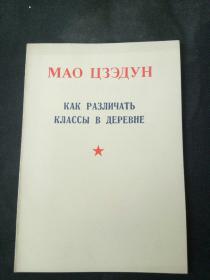 МАО ЦЗЭДУН
КАК РАЗЛИЧАТЬ
КЛАССЫ В ДЕРЕВНЕ